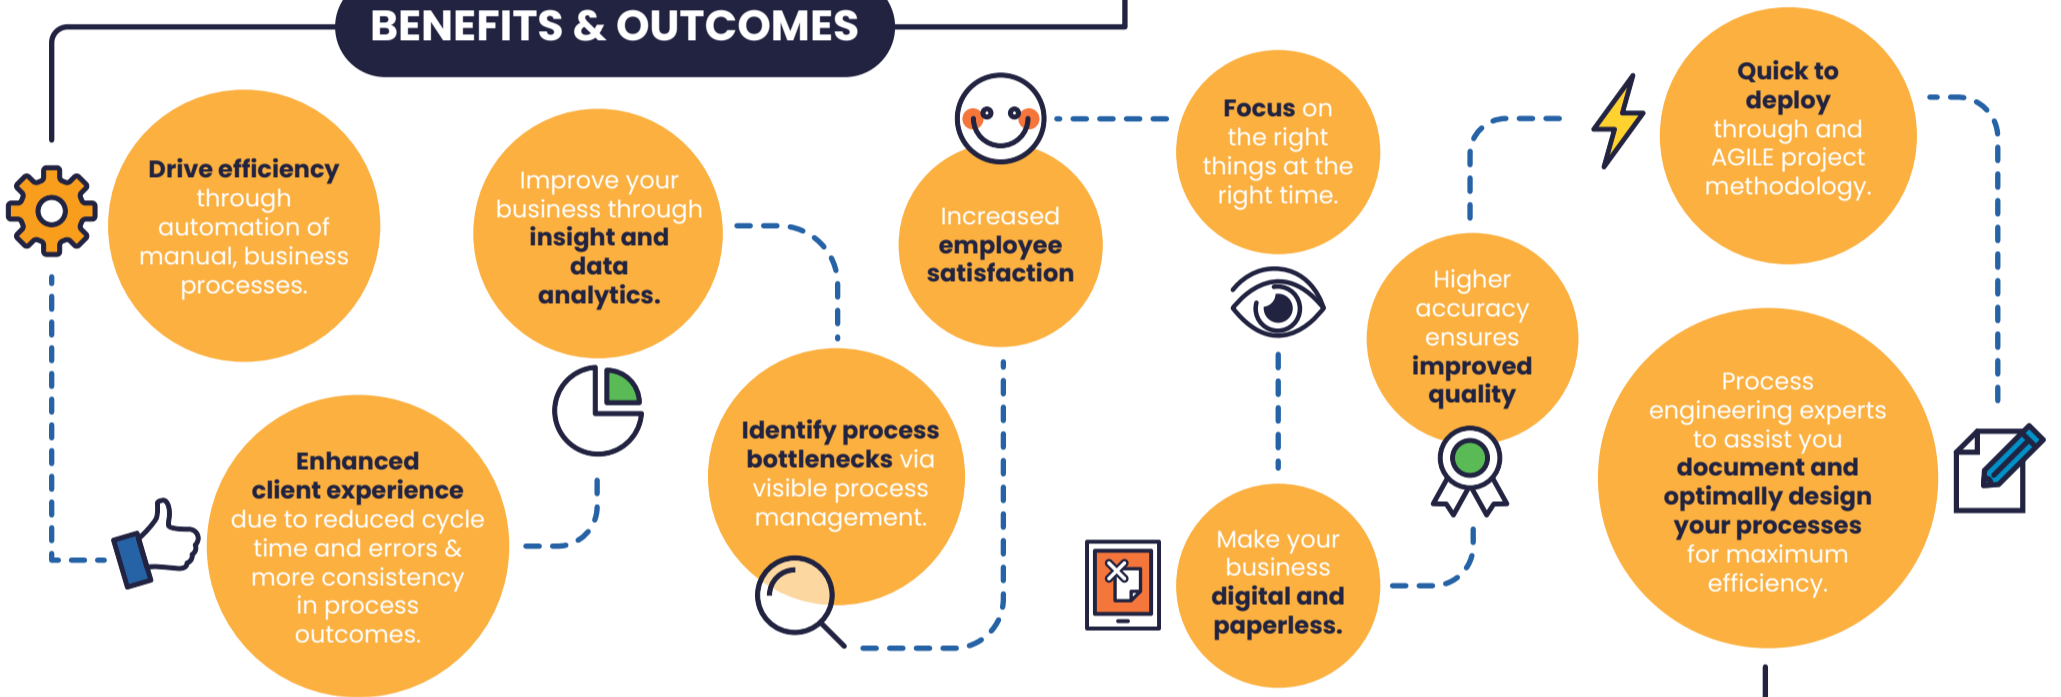 BENEFITS & OUTCOMES
Drive efficiency
through
automation of
manual, business
processes.
Enhanced
client experience
due to reduced cycle
time and errors &
more consistency
in process
outcomes.
Improve your
business through
insight and
data
analytics.
Identify process
bottlenecks via
visible process
management.
Increased
employee
satisfaction
Focus on
the right
things at the
right time.
Make your
business
digital and
paperless.
Higher
accuracy
ensures
improved
quality
Quick to
deploy
through and
AGILE project
methodology.
Process
engineering experts
to assist you
document and
optimally design
your processes
for maximum
efficiency.